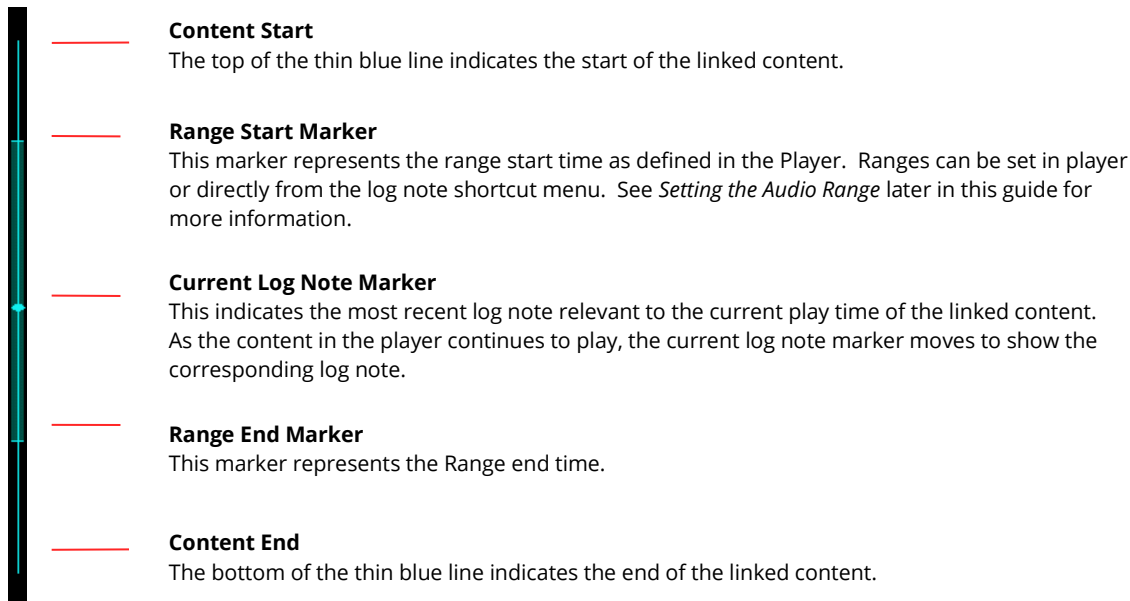 Content Start
The top of the thin blue line indicates the start of the linked content.
Range Start Marker
This marker represents the range start time as defined in the Player.  Ranges can be set in player
or directly from the log note shortcut menu.  See Setting the Audio Range later in this guide for
more information.
Current Log Note Marker
This indicates the most recent log note relevant to the current play time of the linked content.
As the content in the player continues to play, the current log note marker moves to show the
corresponding log note.
Range End Marker
This marker represents the Range end time.
Content End
The bottom of the thin blue line indicates the end of the linked content.